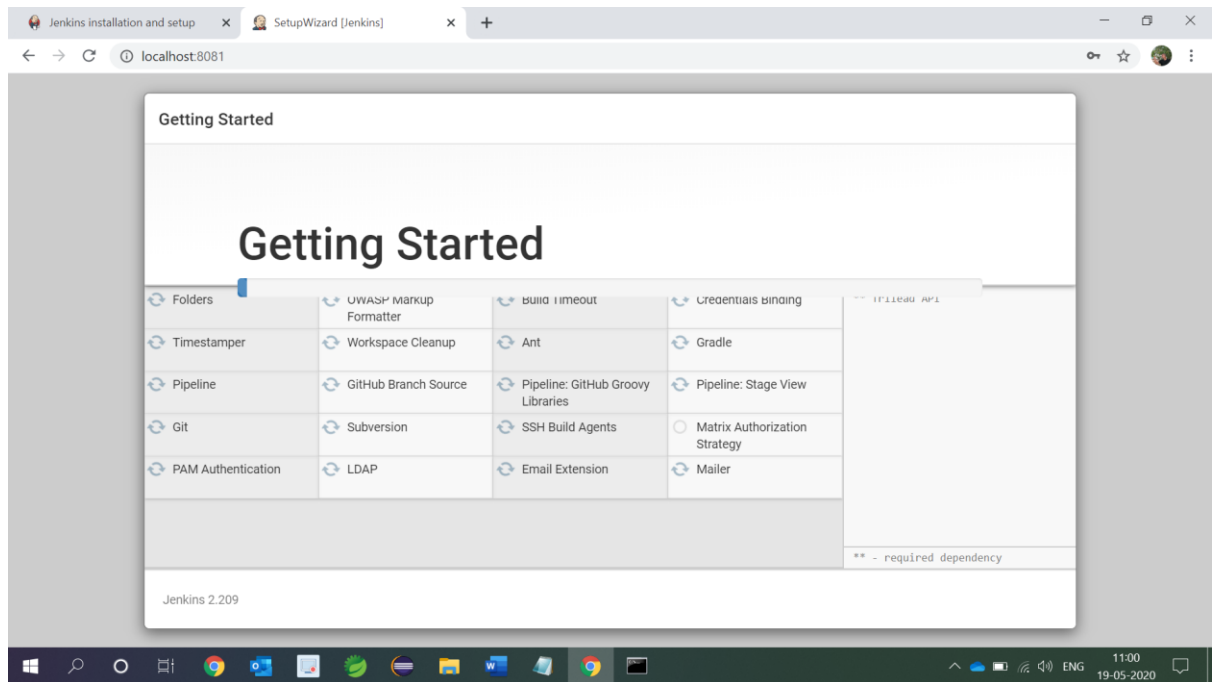 Jenkins installation and setup
SetupWizard [Jenkins]
localhost:8081
Getting Started
Getting Started
Folders
OWASP Markup
Formatter
Build Timeout
Credentials Binding
** Trilead API
Timestamper
Workspace Cleanup
Ant
Gradle
Pipeline
GitHub Branch Source
Pipeline: GitHub Groovy
Libraries
Pipeline: Stage View
Git
Subversion
SSH Build Agents
Matrix Authorization
Strategy
PAM Authentication
LDAP
Email Extension
Mailer
** - required dependency
Jenkins 2.209
ENG
11:00
19-05-2020